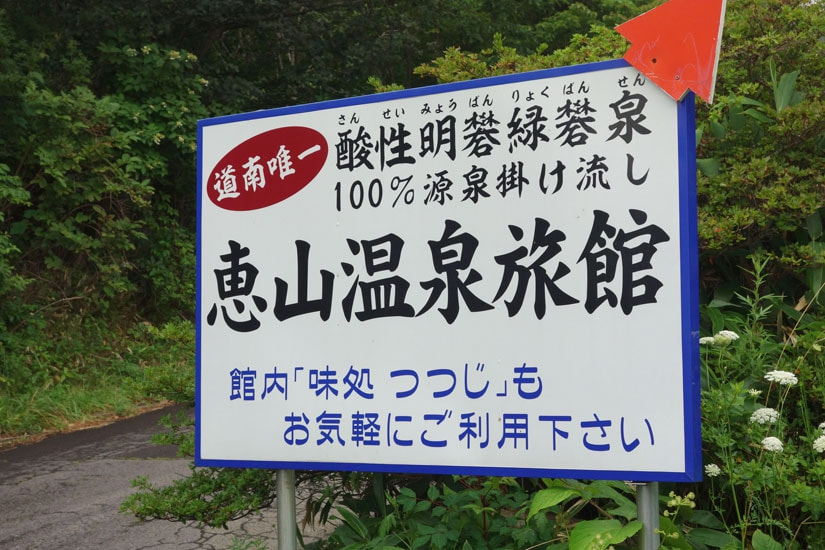 道南唯一
さんせいみょうばんりょくばんせん
酸性明礬緑礬泉
100%源泉掛け流し
恵山温泉旅館
館内「味処 つつじ」も
お気軽にご利用下さい